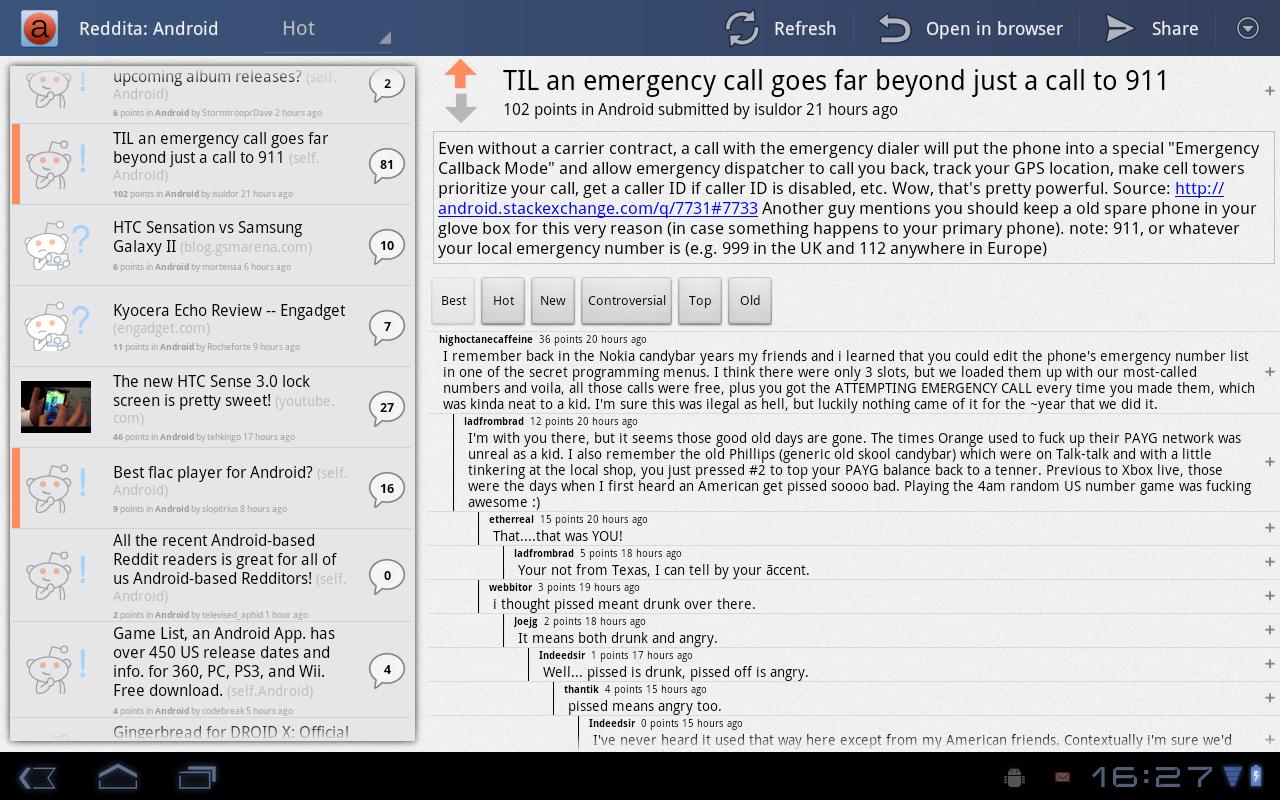 a
Reddita: Android
Hot
Refresh
Open in browser
Share
upcoming album releases? (self.
Android)
6 points in Android by StormtrooprDave 2 hours ago
2
TIL an emergency call goes far
beyond just a call to 911 (self.
Android)
102 points in Android by isuldor 21 hours ago
81
HTC Sensation vs Samsung
Galaxy II (blog.gsmarena.com)
6 points in Android by mortenaa 6 hours ago
10
Kyocera Echo Review -- Engadget
(engadget.com)
11 points in Android by Rocheforte 9 hours ago
7
The new HTC Sense 3.0 lock
screen is pretty sweet! (youtube.
com)
46 points in Android by tehkingo 17 hours ago
27
Best flac player for Android? (self.
Android)
9 points in Android by slopitrius 8 hours ago
16
All the recent Android-based
Reddit readers is great for all of
us Android-based Redditors! (self.
Android)
2 points in Android by televised_aphid 1 hour ago
0
Game List, an Android App. has
over 450 US release dates and
info. for 360, PC, PS3, and Wii.
Free download. (self.Android)
4 points in Android by codebreak 5 hours ago
4
Gingerbread for DROID X: Official
TIL an emergency call goes far beyond just a call to 911
102 points in Android submitted by isuldor 21 hours ago
Even without a carrier contract, a call with the emergency dialer will put the phone into a special "Emergency
Callback Mode" and allow emergency dispatcher to call you back, track your GPS location, make cell towers
prioritize your call, get a caller ID if caller ID is disabled, etc. Wow, that's pretty powerful. Source: http://
android.stackexchange.com/q/7731#7733 Another guy mentions you should keep a old spare phone in your
glove box for this very reason (in case something happens to your primary phone). note: 911, or whatever
your local emergency number is (e.g. 999 in the UK and 112 anywhere in Europe)
Best
Hot
New
Controversial
Top
Old
highoctanecaffeine 36 points 20 hours ago
I remember back in the Nokia candybar years my friends and i learned that you could edit the phone's emergency number list
in one of the secret programming menus. I think there were only 3 slots, but we loaded them up with our most-called
numbers and voila, all those calls were free, plus you got the ATTEMPTING EMERGENCY CALL every time you made them, which
was kinda neat to a kid. I'm sure this was ilegal as hell, but luckily nothing came of it for the ~year that we did it.
ladfrombrad 12 points 20 hours ago
I'm with you there, but it seems those good old days are gone. The times Orange used to fuck up their PAYG network was
unreal as a kid. I also remember the old Phillips (generic old skool candybar) which were on Talk-talk and with a little
tinkering at the local shop, you just pressed #2 to top your PAYG balance back to a tenner. Previous to Xbox live, those
were the days when I first heard an American get pissed soooo bad. Playing the 4am random US number game was fucking
awesome :)
etherreal 15 points 20 hours ago
That....that was YOU!
ladfrombrad 5 points 18 hours ago
Your not from Texas, I can tell by your āccent.
webbitor 3 points 19 hours ago
i thought pissed meant drunk over there.
Joejg 2 points 18 hours ago
It means both drunk and angry.
Indeedsir 1 points 17 hours ago
Well... pissed is drunk, pissed off is angry.
thantik 4 points 15 hours ago
pissed means angry too.
Indeedsir 0 points 15 hours ago
I've never heard it used that way here except from my American friends. Contextually i'm sure we'd
16:27